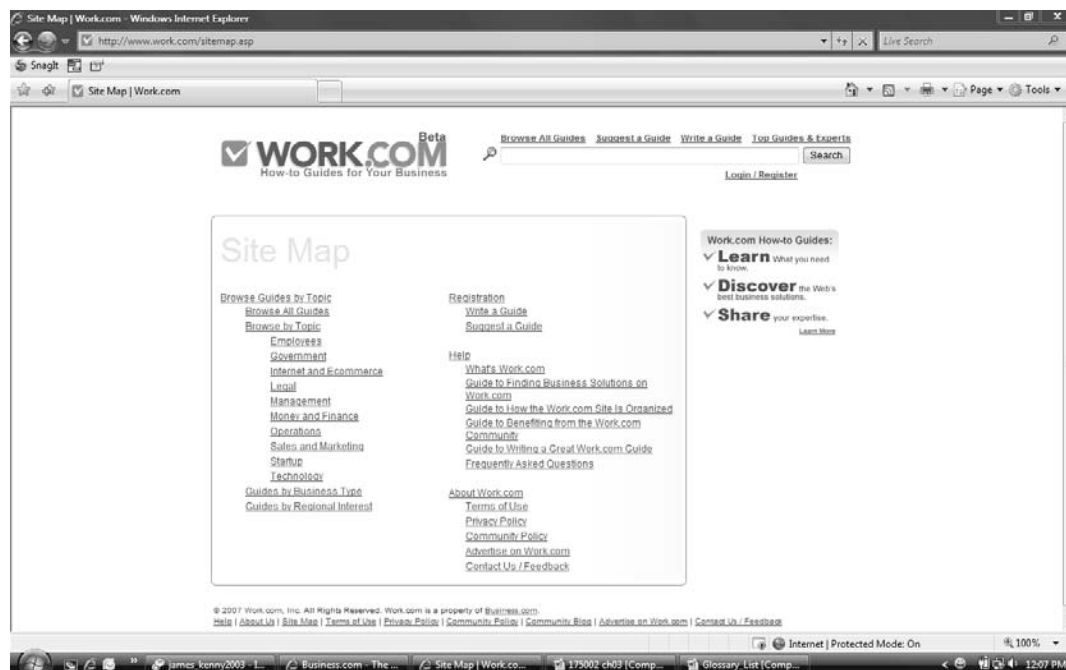 Site Map | Work.com - Windows Internet Explorer
http://www.work.com/sitemap.asp
Live Search
SnagIt
Site Map | Work.com
Page
Tools
Beta
WORK.COM
How-to Guides for Your Business
Browse All Guides Suggest a Guide Write a Guide Top Guides & Experts
Search
Login / Register
Site Map
Browse Guides by Topic
Browse All Guides
Browse by Topic
Employees
Government
Internet and Ecommerce
Legal
Management
Money and Finance
Operations
Sales and Marketing
Startup
Technology
Guides by Business Type
Guides by Regional Interest
Registration
Write a Guide
Suggest a Guide
Help
What's Work.com
Guide to Finding Business Solutions on
Work.com
Guide to How the Work.com Site Is Organized
Guide to Benefiting from the Work.com
Community
Guide to Writing a Great Work.com Guide
Frequently Asked Questions
About Work.com
Terms of Use
Privacy Policy
Community Policy
Advertise on Work.com
Contact Us / Feedback
Work.com How-to Guides:
Learn What you need
to know.
Discover the Web's
best business solutions.
Share your expertise.
Learn More
© 2007 Work.com, Inc. All Rights Reserved. Work.com is a property of Business.com.
Help | About Us | Site Map | Terms of Use | Privacy Policy | Community Policy | Community Blog | Advertise on Work.com | Contact Us / Feedback
Internet | Protected Mode: On
100%
james_kenny2003 - I...
Business.com - The ...
Site Map | Work.co...
175002 ch03 [Comp...
Glossary_List [Comp...
12:07 PM